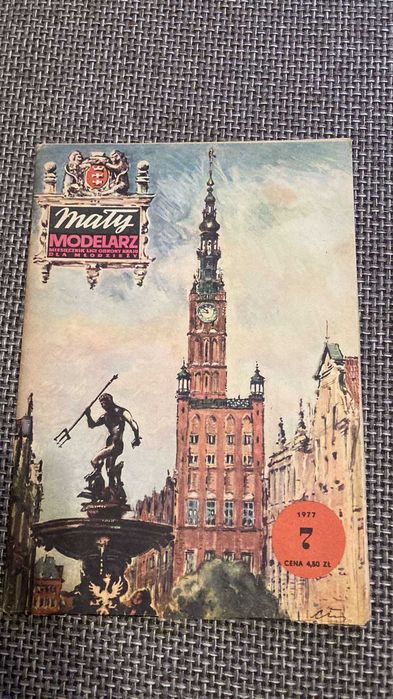 mały
MODELARZ
MIESIĘCZNIK LIGI OBRONY KRAJU
DLA MŁODZIEŻY
1977
7
CENA 4,50 ZŁ